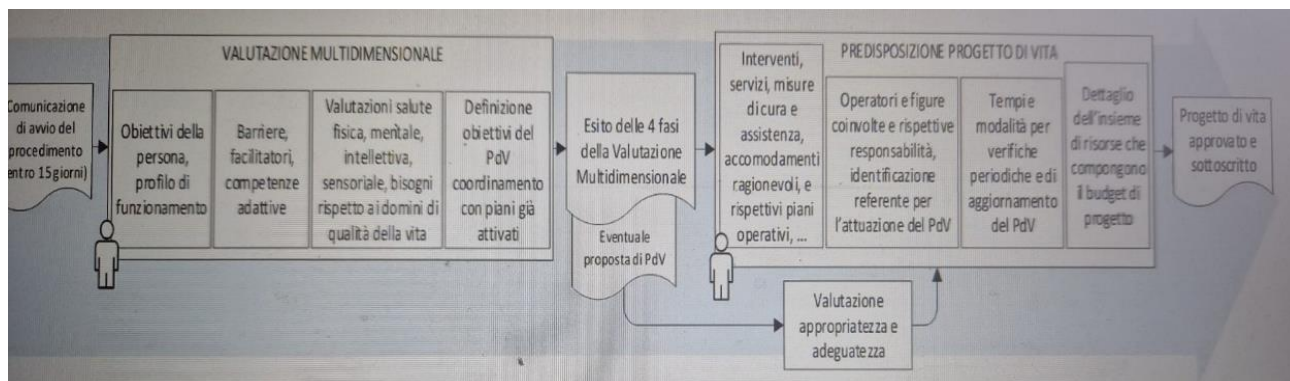 Comunicazione
di avvio del
procedimento
entro 15 giorni)
VALUTAZIONE MULTIDIMENSIONALE
Obiettivi della
persona,
profilo di
funzionamento
Barriere,
facilitatori,
competenze
adattive
Valutazioni salute
fisica, mentale,
intellettiva,
sensoriale, bisogni
rispetto ai domini di
qualità della vita
Definizione
obiettivi del
PdV
coordinamento
con piani già
attivati
Esito delle 4 fasi
della Valutazione
Multidimensionale
Eventuale
proposta di PdV
PREDISPOSIZIONE PROGETTO DI VITA
Interventi,
servizi, misure
di cura e
assistenza,
accomodamenti
ragionevoli, e
rispettivi piani
operativi, ...
Operatori e figure
coinvolte e rispettive
responsabilità,
identificazione
referente per
l'attuazione del PdV
Tempi e
modalità per
verifiche
periodiche e di
aggiornamento
del PdV
Dettaglio
dell'insieme
di risorse che
compongono
il budget di
progetto
Valutazione
appropriatezza e
adeguatezza
Progetto di vita
approvato e
sottoscritto